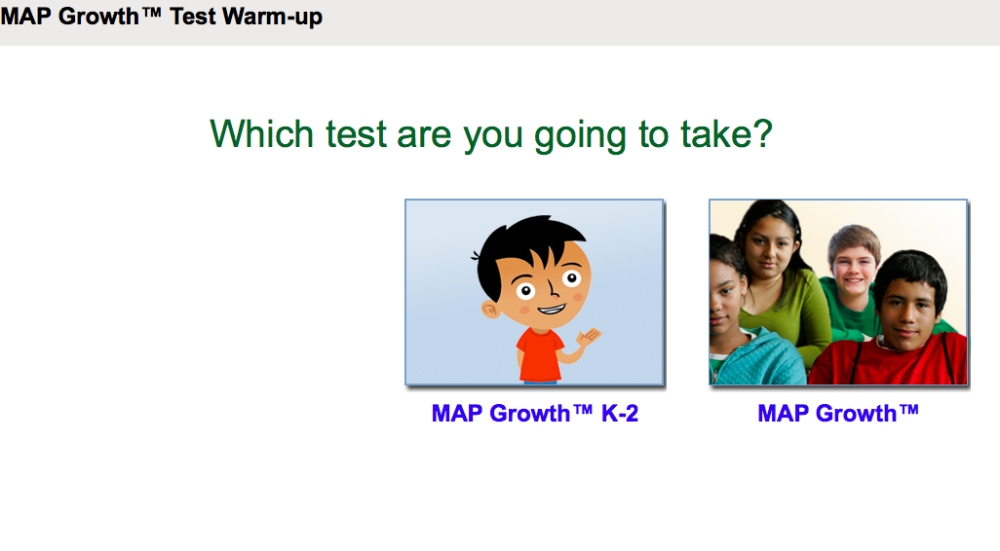 MAP Growth™ Test Warm-up
Which test are you going to take?
MAP Growth™ K-2
MAP Growth™